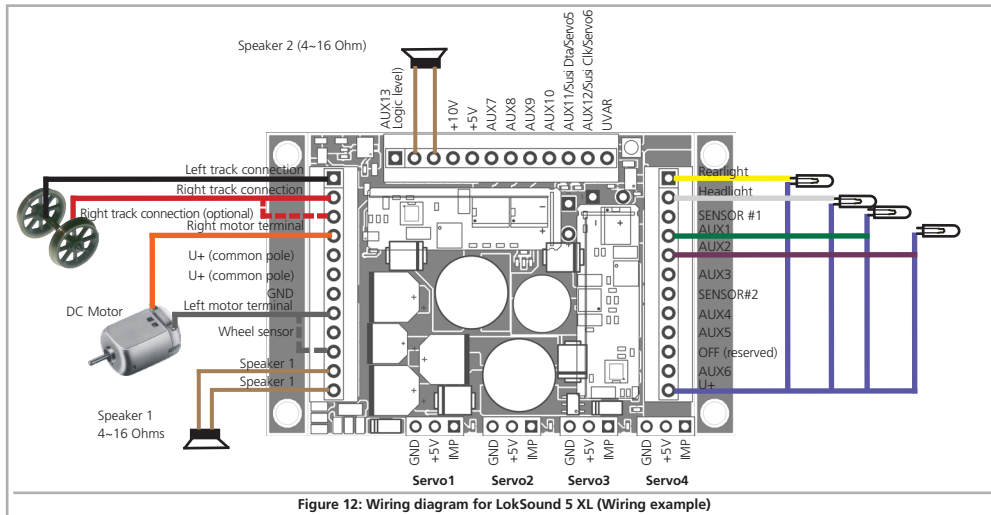 Speaker 2 (4~16 Ohm)
AUX13
Logic level)
+10V
+5V
AUX7
AUX8
AUX9
AUX10
AUX11/Susi Dta/Servo5
AUX12/Susi Clk/Servo6
UVAR
Left track connection
Right track connection
Right track connection (optional)
Right motor terminal
U+ (common pole)
U+ (common pole)
GND
Left motor terminal
Wheel sensor
Speaker 1
Speaker 1
DC Motor
Speaker 1
4~16 Ohms
Rearlight
Headlight
SENSOR #1
AUX1
AUX2
AUX3
SENSOR#2
AUX4
AUX5
OFF (reserved)
AUX6
U+
GND
+5V
IMP
GND
+5V
IMP
GND
+5V
IMP
GND
+5V
IMP
Servo1
Servo2
Servo3
Servo4
Figure 12: Wiring diagram for LokSound 5 XL (Wiring example)